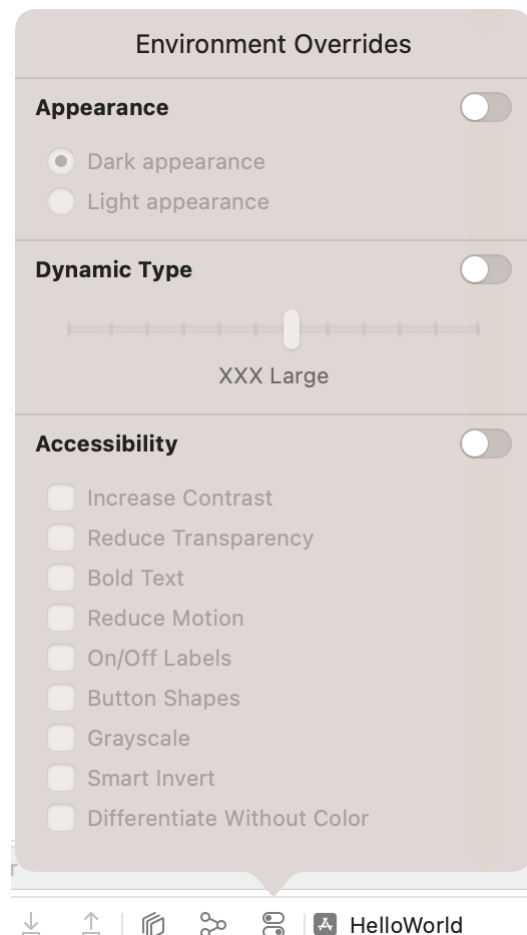 Environment Overrides
Appearance
Dark appearance
Light appearance
Dynamic Type
XXX Large
Accessibility
Increase Contrast
Reduce Transparency
Bold Text
Reduce Motion
On/Off Labels
Button Shapes
Grayscale
Smart Invert
Differentiate Without Color
HelloWorld